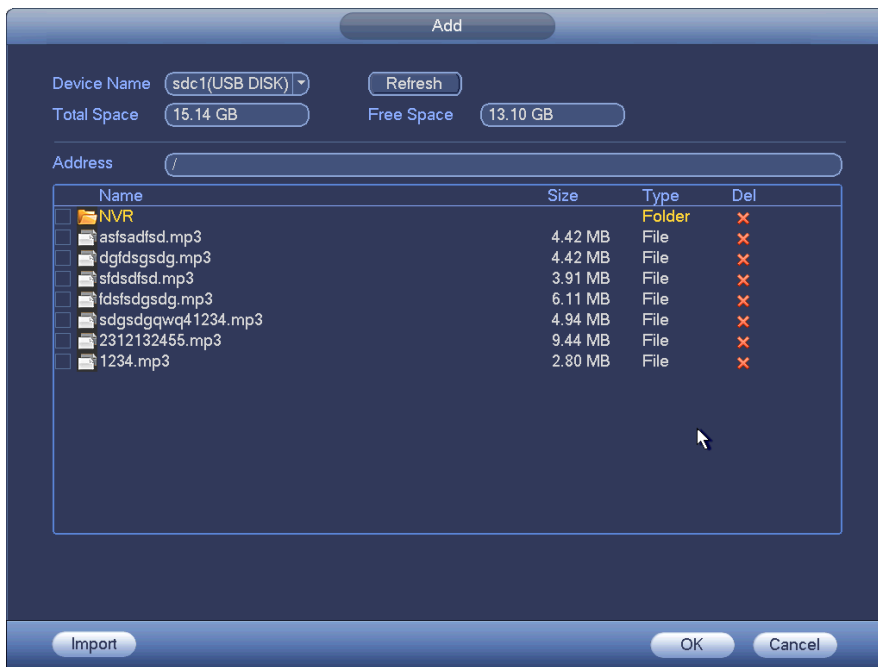 Add
Device Name sdc1(USB DISK) Refresh
Total Space 15.14 GB Free Space 13.10 GB
Address /
Name Size Type Del
NVR Folder
asfsadfsd.mp3 4.42 MB File
dgfdsgsdg.mp3 4.42 MB File
sfdsdfsd.mp3 3.91 MB File
fdsfsdgsdg.mp3 6.11 MB File
sdgsdgqwq41234.mp3 4.94 MB File
2312132455.mp3 9.44 MB File
1234.mp3 2.80 MB File
Import OK Cancel